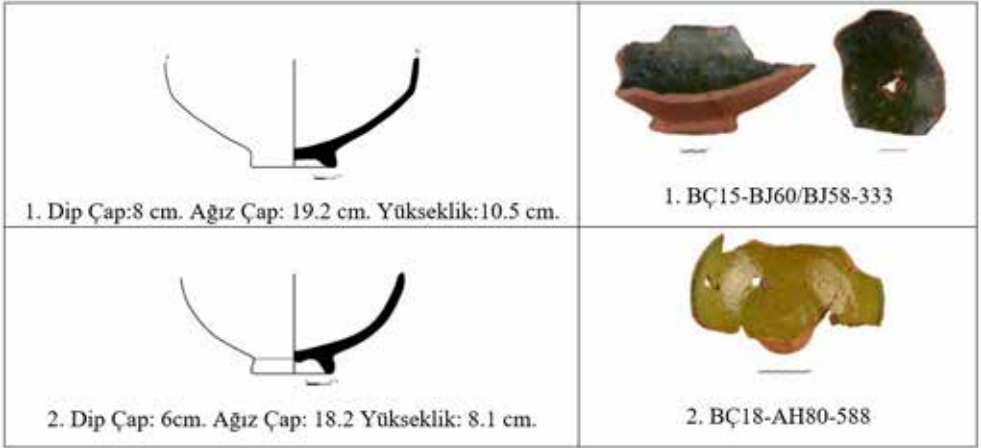 1. Dip Çap:8 cm. Ağız Çap: 19.2 cm. Yükseklik:10.5 cm.
1. BÇ15-BJ60/BJ58-333
2. Dip Çap: 6cm. Ağız Çap: 18.2 Yükseklik: 8.1 cm.
2. BÇ18-AH80-588